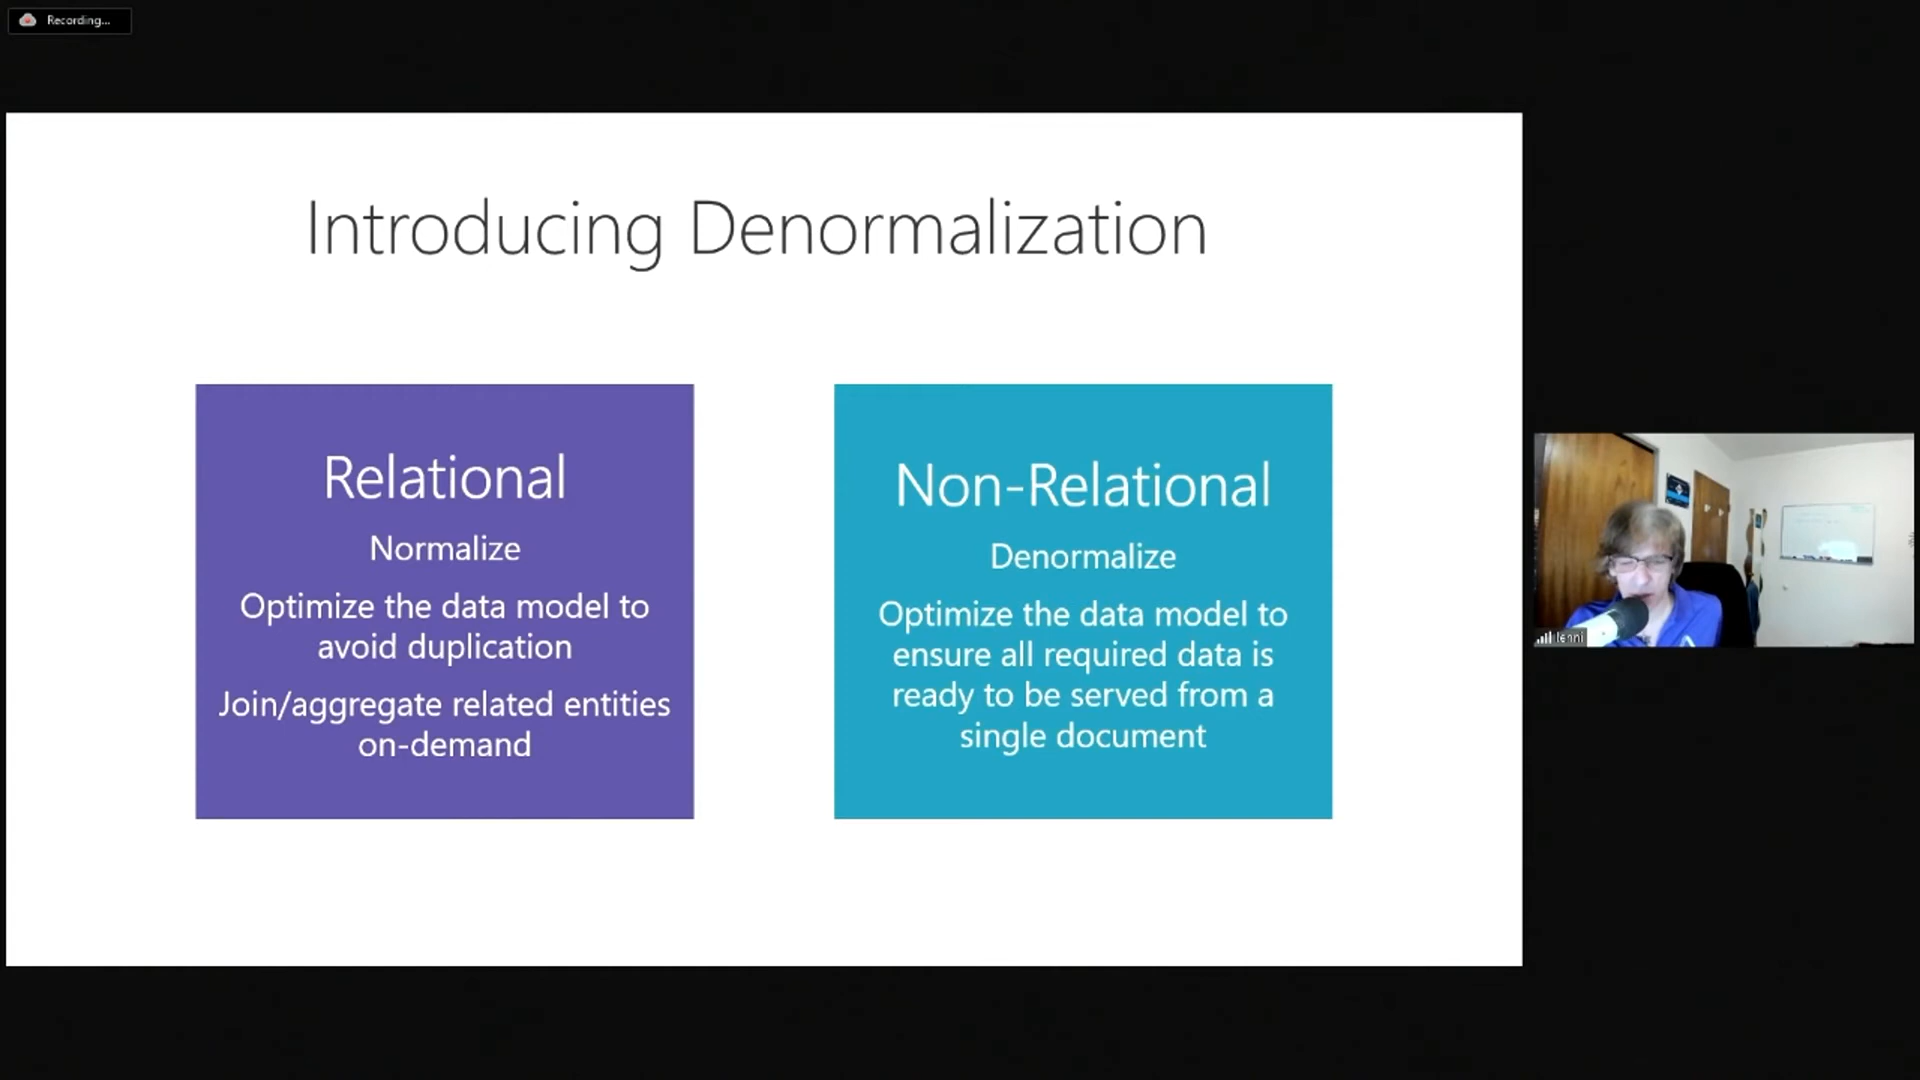 Recording...
Introducing Denormalization
Relational
Normalize
Optimize the data model to
avoid duplication
Join/aggregate related entities
on-demand
Non-Relational
Denormalize
Optimize the data model to
ensure all required data is
ready to be served from a
single document
lenni